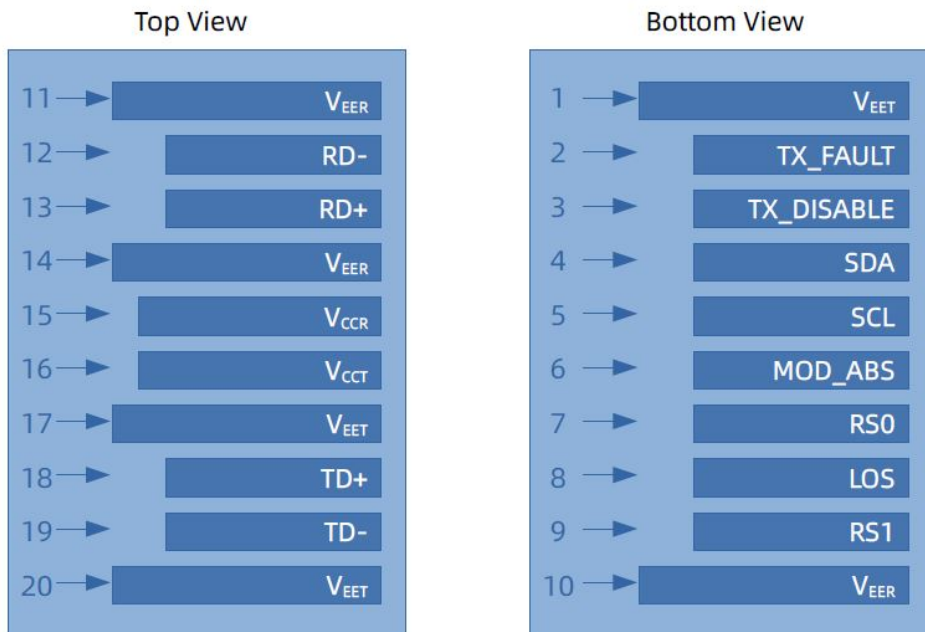 Top View
11 VEER
12 RD-
13 RD+
14 VEER
15 VCCR
16 VCCT
17 VEET
18 TD+
19 TD-
20 VEET
Bottom View
1 VEET
2 TX_FAULT
3 TX_DISABLE
4 SDA
5 SCL
6 MOD_ABS
7 RS0
8 LOS
9 RS1
10 VEER